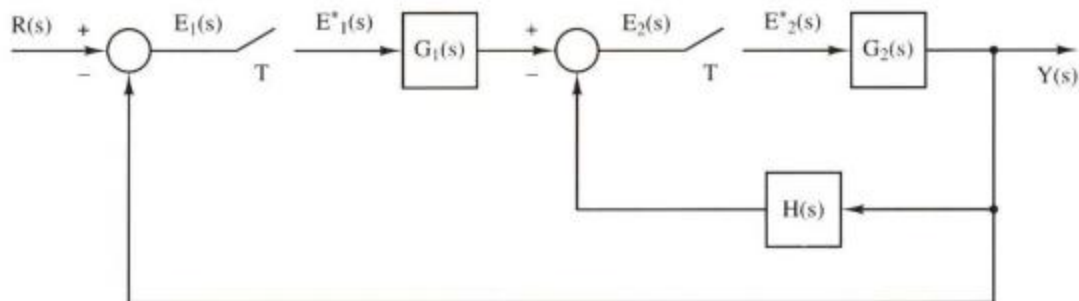 R(s) + E₁(s) E*₁(s) + E₂(s) E*₂(s)
G₁(s) G₂(s)
− T − T Y(s)
H(s)